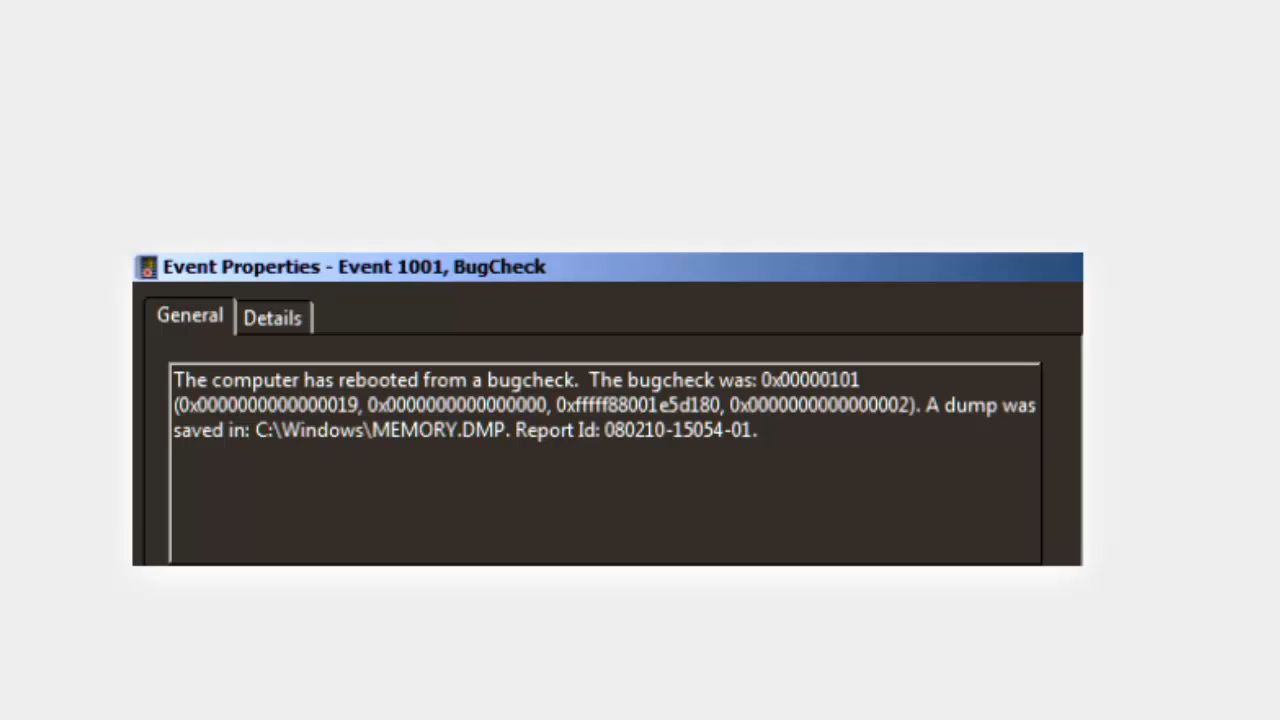 Event Properties - Event 1001, BugCheck
General
Details
The computer has rebooted from a bugcheck.  The bugcheck was: 0x00000101
(0x0000000000000019, 0x0000000000000000, 0xfffff88001e5d180, 0x0000000000000002). A dump was
saved in: C:\Windows\MEMORY.DMP. Report Id: 080210-15054-01.